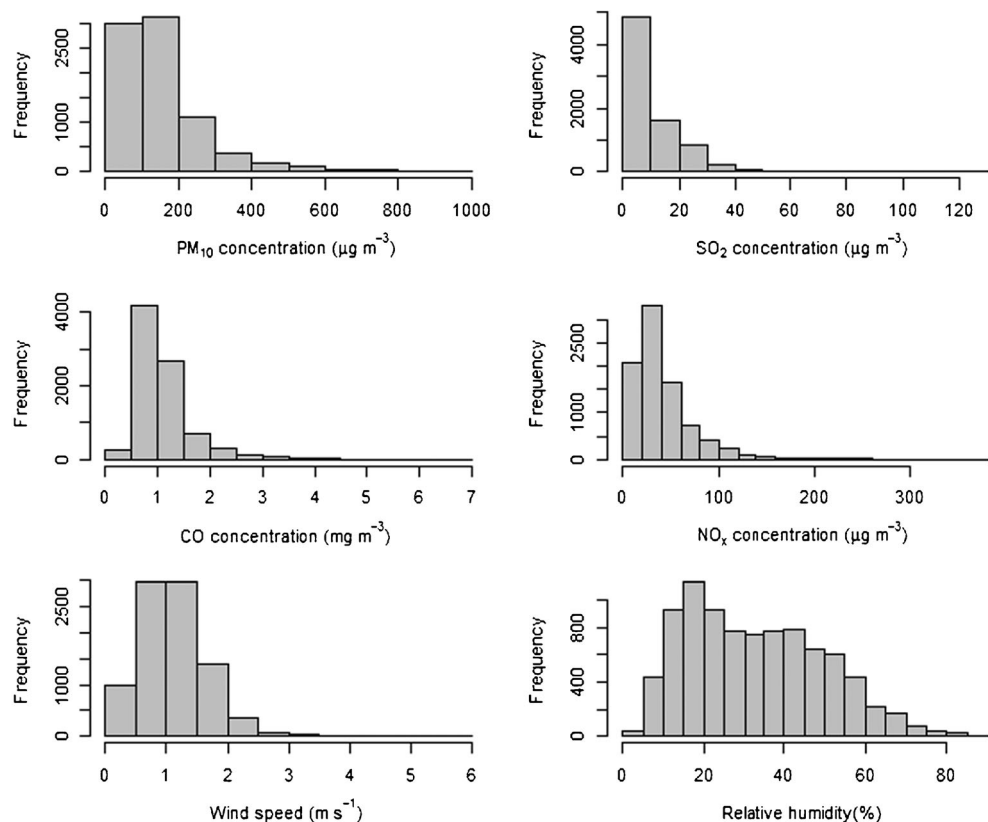 Frequency
0 1000 2500
0 200 400 600 800 1000
PM₁₀ concentration (μg m⁻³)
Frequency
0 2000 4000
0 20 40 60 80 100 120
SO₂ concentration (μg m⁻³)
Frequency
0 2000 4000
0 1 2 3 4 5 6 7
CO concentration (mg m⁻³)
Frequency
0 1000 2500
0 100 200 300
NOₓ concentration (μg m⁻³)
Frequency
0 1000 2500
0 1 2 3 4 5 6
Wind speed (m s⁻¹)
Frequency
0 400 800
0 20 40 60 80
Relative humidity(%)